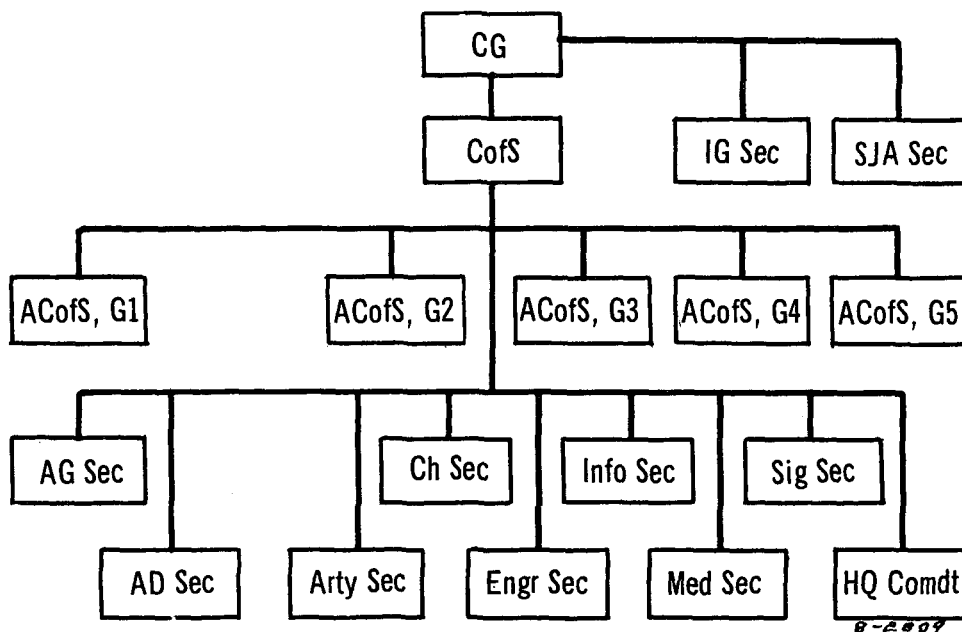 CG
CofS
IG Sec
SJA Sec
ACofS, G1
ACofS, G2
ACofS, G3
ACofS, G4
ACofS, G5
AG Sec
Ch Sec
Info Sec
Sig Sec
AD Sec
Arty Sec
Engr Sec
Med Sec
HQ Comdt